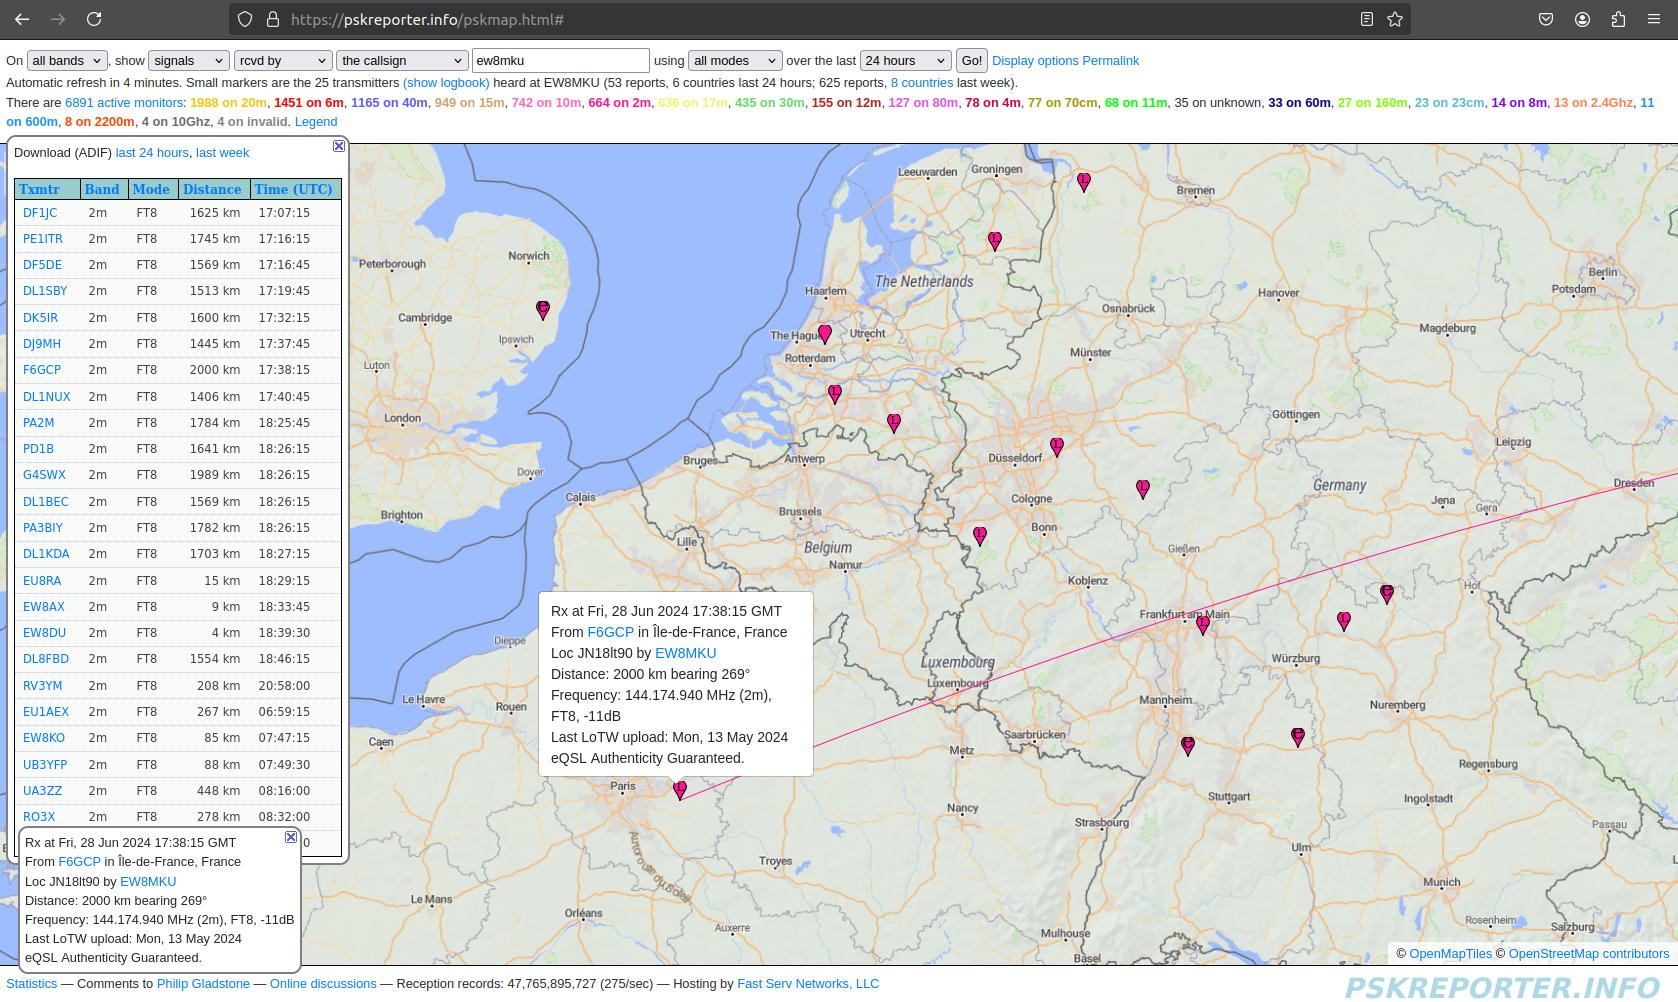 https://pskreporter.info/pskmap.html#
On all bands , show signals rcvd by the callsign ew8mku using all modes over the last 24 hours Go! Display options Permalink
Automatic refresh in 4 minutes. Small markers are the 25 transmitters (show logbook) heard at EW8MKU (53 reports, 6 countries last 24 hours; 625 reports, 8 countries last week).
There are 6891 active monitors: 1988 on 20m, 1451 on 6m, 1165 on 40m, 949 on 15m, 742 on 10m, 664 on 2m, 636 on 17m, 435 on 30m, 155 on 12m, 127 on 80m, 78 on 4m, 77 on 70cm, 68 on 11m, 35 on unknown, 33 on 60m, 27 on 160m, 23 on 23cm, 14 on 8m, 13 on 2.4Ghz, 11
on 600m, 8 on 2200m, 4 on 10Ghz, 4 on invalid. Legend
Download (ADIF) last 24 hours, last week
Txmtr Band Mode Distance Time (UTC)
DF1JC 2m FT8 1625 km 17:07:15
PE1ITR 2m FT8 1745 km 17:16:15
DF5DE 2m FT8 1569 km 17:16:45
DL1SBY 2m FT8 1513 km 17:19:45
DK5IR 2m FT8 1600 km 17:32:15
DJ9MH 2m FT8 1445 km 17:37:45
F6GCP 2m FT8 2000 km 17:38:15
DL1NUX 2m FT8 1406 km 17:40:45
PA2M 2m FT8 1784 km 18:25:45
PD1B 2m FT8 1641 km 18:26:15
G4SWX 2m FT8 1989 km 18:26:15
DL1BEC 2m FT8 1569 km 18:26:15
PA3BIY 2m FT8 1782 km 18:26:15
DL1KDA 2m FT8 1703 km 18:27:15
EU8RA 2m FT8 15 km 18:29:15
EW8AX 2m FT8 9 km 18:33:45
EW8DU 2m FT8 4 km 18:39:30
DL8FBD 2m FT8 1554 km 18:46:15
RV3YM 2m FT8 208 km 20:58:00
EU1AEX 2m FT8 267 km 06:59:15
EW8KO 2m FT8 85 km 07:47:15
UB3YFP 2m FT8 88 km 07:49:30
UA3ZZ 2m FT8 448 km 08:16:00
RO3X 2m FT8 278 km 08:32:00
0
Rx at Fri, 28 Jun 2024 17:38:15 GMT
From F6GCP in Île-de-France, France
Loc JN18lt90 by EW8MKU
Distance: 2000 km bearing 269°
Frequency: 144.174.940 MHz (2m), FT8, -11dB
Last LoTW upload: Mon, 13 May 2024
eQSL Authenticity Guaranteed.
Leeuwarden
Groningen
Bremen
Norwich
Peterborough
The Netherlands
Berlin
Potsdam
Haarlem
Hanover
Osnabrück
Cambridge
Magdeburg
Ipswich
The Hague
Utrecht
Rotterdam
Münster
Luton
London
Göttingen
Leipzig
Bruges
Antwerp
Düsseldorf
Dover
Germany
Dresden
Calais
Cologne
Jena
Gera
Brighton
Brussels
Bonn
Lille
Belgium
Gießen
Namur
Koblenz
Hof
Rx at Fri, 28 Jun 2024 17:38:15 GMT
From F6GCP in Île-de-France, France
Loc JN18lt90 by EW8MKU
Distance: 2000 km bearing 269°
Frequency: 144.174.940 MHz (2m),
FT8, -11dB
Last LoTW upload: Mon, 13 May 2024
eQSL Authenticity Guaranteed.
Frankfurt am Main
Dieppe
Luxembourg
Würzburg
Luxembourg
Le Havre
Rouen
Mannheim
Nuremberg
Caen
Saarbrücken
Metz
Regensburg
Paris
Stuttgart
Ingolstadt
Nancy
Strasbourg
Passau
Autoroute du Soleil
Ulm
Troyes
Munich
Le Mans
Orléans
Auxerre
Rosenheim
Salzburg
Mulhouse
Basel
© OpenMapTiles © OpenStreetMap contributors
Statistics — Comments to Philip Gladstone — Online discussions — Reception records: 47,765,895,727 (275/sec) — Hosting by Fast Serv Networks, LLC
PSKREPORTER.INFO